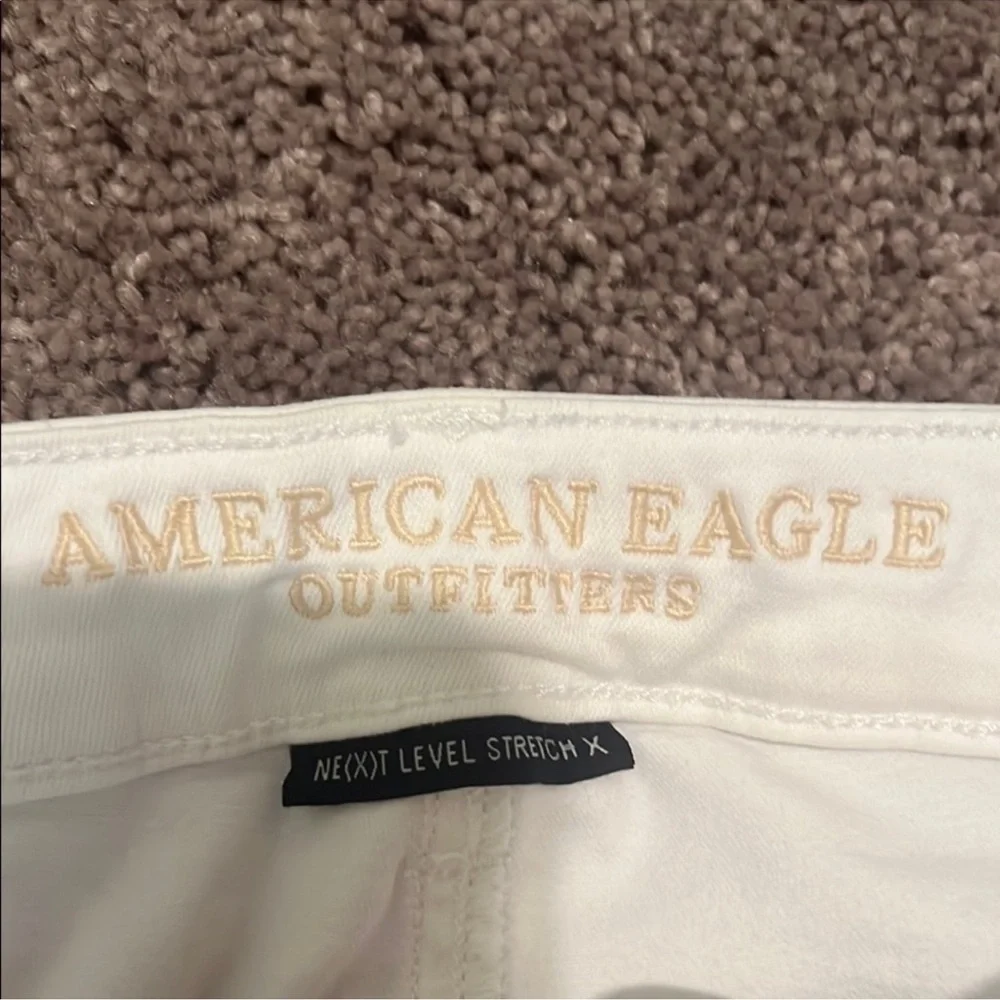 AMERICAN EAGLE
OUTFITTERS
NE(X)T LEVEL STRETCH X